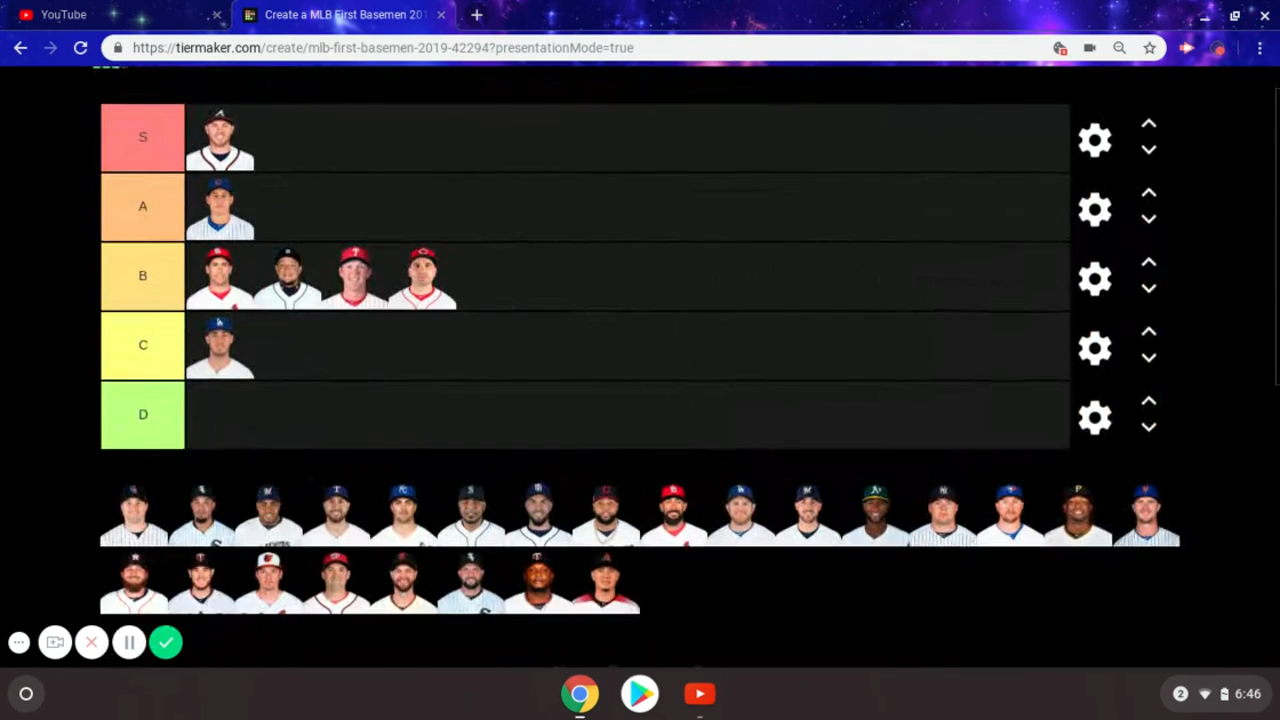 YouTube
Create a MLB First Basemen 201
https://tiermaker.com/create/mlb-first-basemen-2019-42294?presentationMode=true
S
A
B
C
D
2 6:46